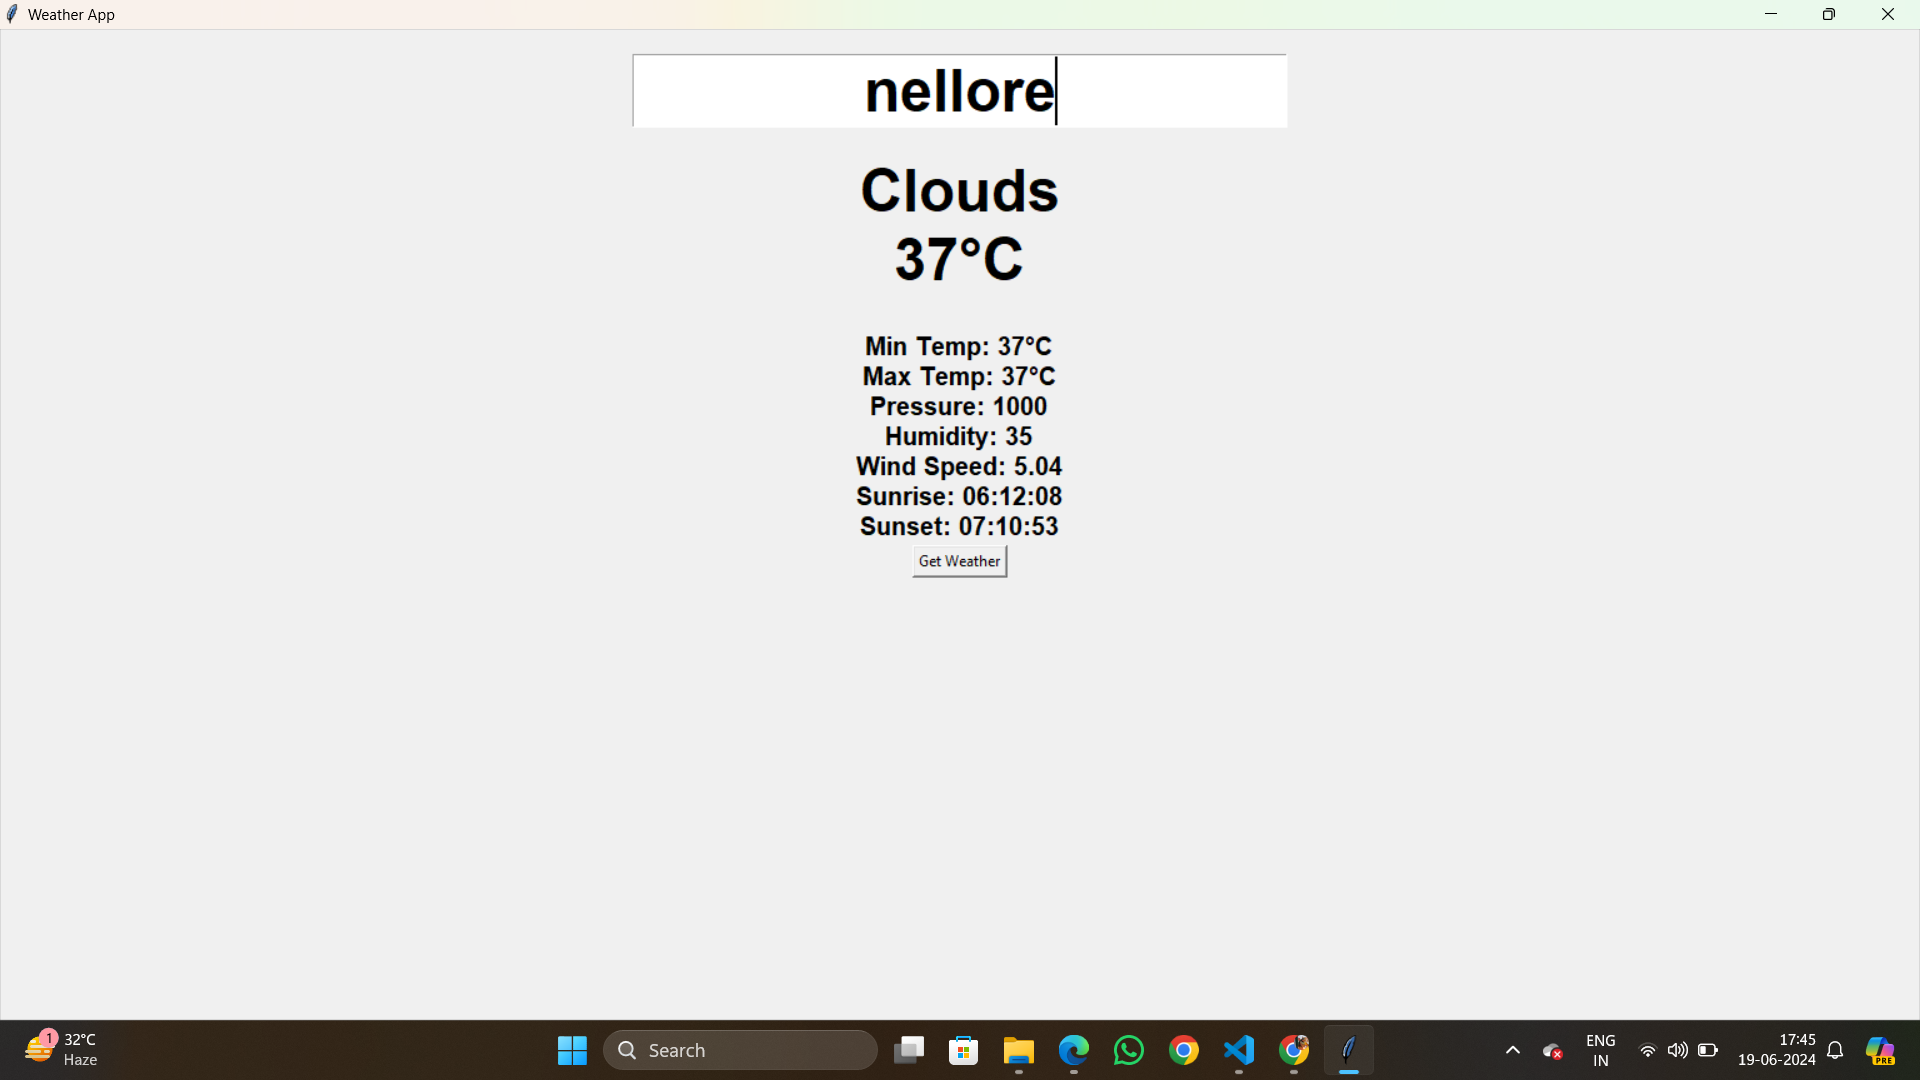 Weather App
nellore
Clouds
37°C
Min Temp: 37°C
Max Temp: 37°C
Pressure: 1000
Humidity: 35
Wind Speed: 5.04
Sunrise: 06:12:08
Sunset: 07:10:53
Get Weather
1
32°C
Haze
Search
ENG
IN
17:45
19-06-2024
PRE